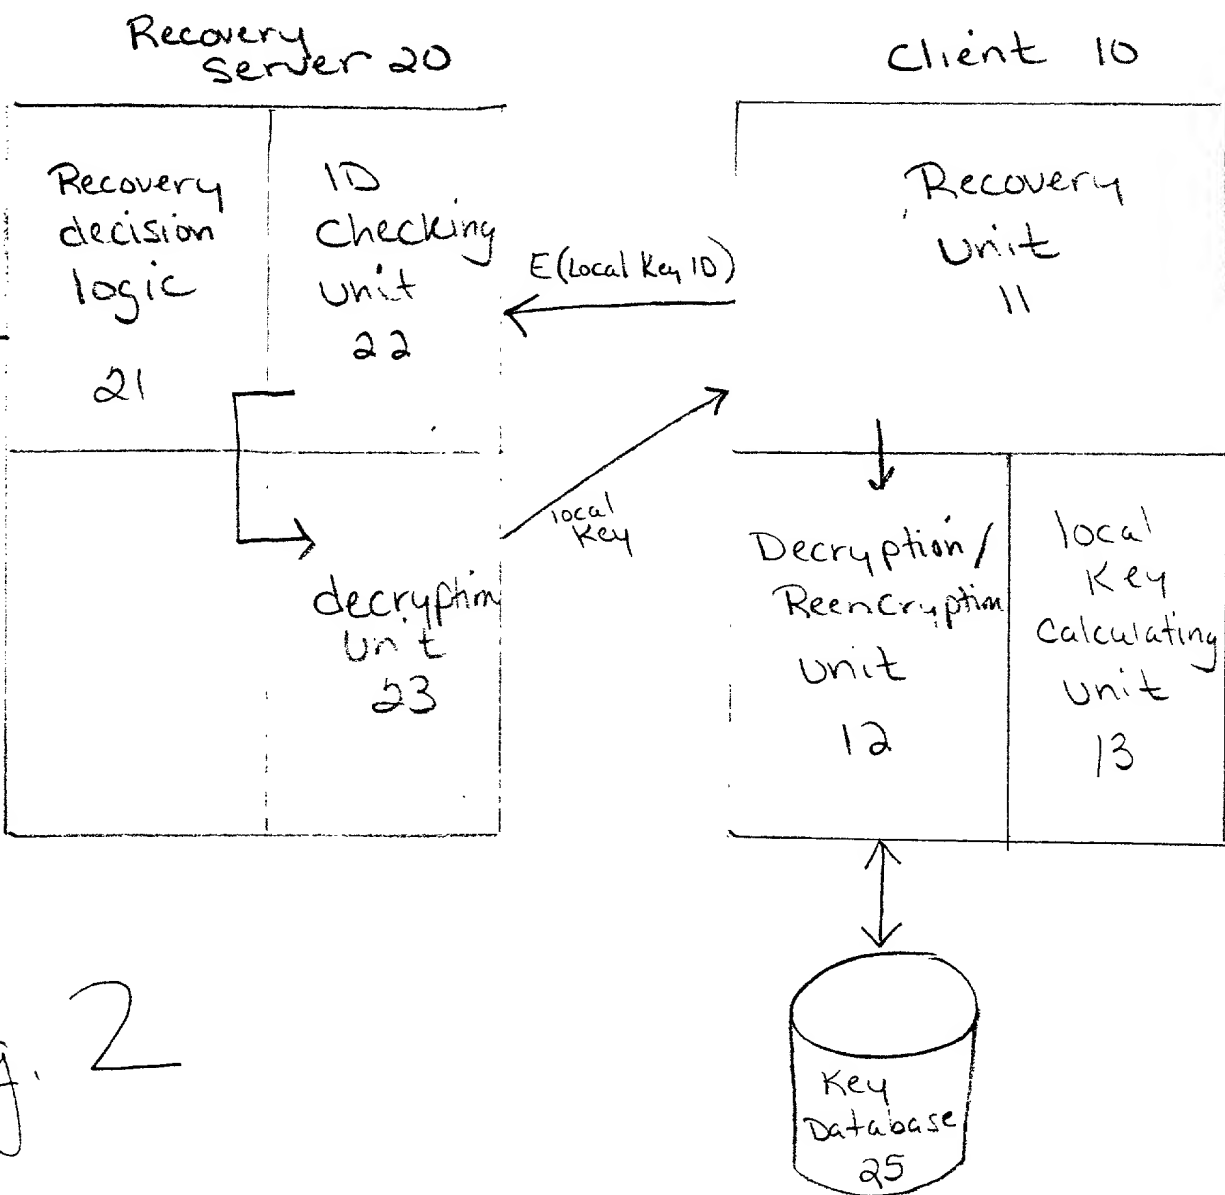 Recovery
Server 20
Client 10
Recovery
decision
logic
21
ID
checking
unit
22
E(Local Key ID)
Recovery
unit
11
local
Key
decryption
unit
23
Decryption/
Reencryption
unit
12
local
Key
Calculating
unit
13
Key
Database
25
g. 2